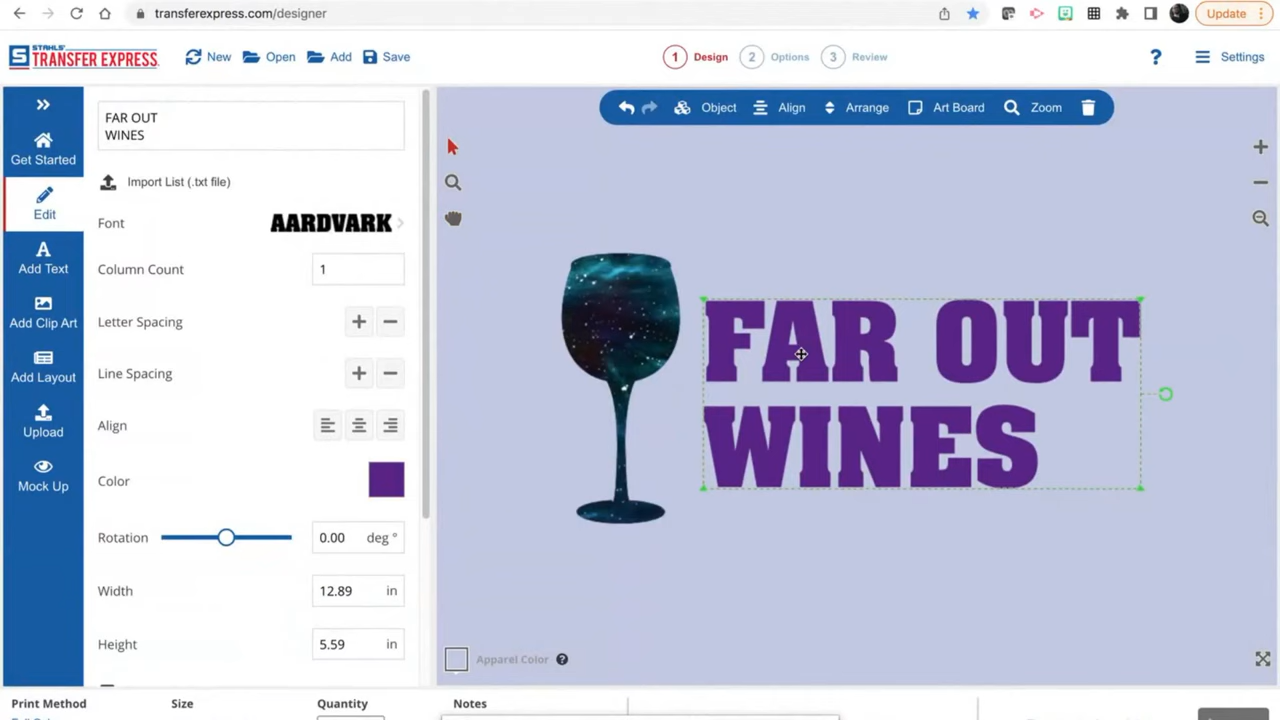 transferexpress.com/designer
Update
STAHLS'
TRANSFER EXPRESS
New
Open
Add
Save
1 Design
2 Options
3 Review
?
Settings
Object
Align
Arrange
Art Board
Zoom
Get Started
Edit
Add Text
Add Clip Art
Add Layout
Upload
Mock Up
FAR OUT
WINES
Import List (.txt file)
Font
AARDVARK
Column Count
1
Letter Spacing
Line Spacing
Align
Color
Rotation
0.00 deg °
Width
12.89 in
Height
5.59 in
FAR OUT
WINES
Apparel Color ?
Print Method
Size
Quantity
Notes